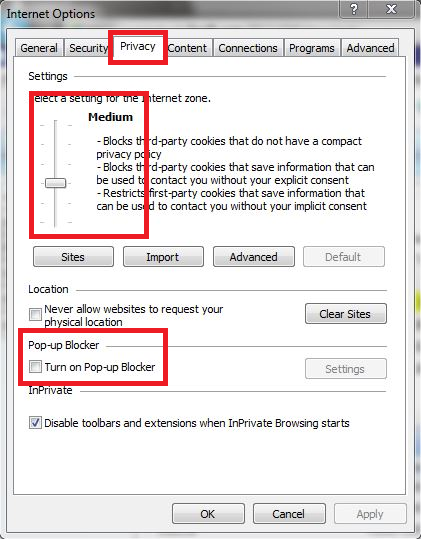 Internet Options
General Security Privacy Content Connections Programs Advanced
Settings
Select a setting for the Internet zone.
Medium
- Blocks third-party cookies that do not have a compact
privacy policy
- Blocks third-party cookies that save information that can
be used to contact you without your explicit consent
- Restricts first-party cookies that save information that
can be used to contact you without your implicit consent
Sites Import Advanced Default
Location
Never allow websites to request your
physical location
Clear Sites
Pop-up Blocker
Turn on Pop-up Blocker
Settings
InPrivate
Disable toolbars and extensions when InPrivate Browsing starts
OK Cancel Apply